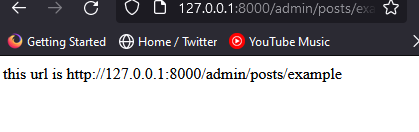 127.0.0.1:8000/admin/posts/exa
Getting Started Home / Twitter YouTube Music
this url is http://127.0.0.1:8000/admin/posts/example